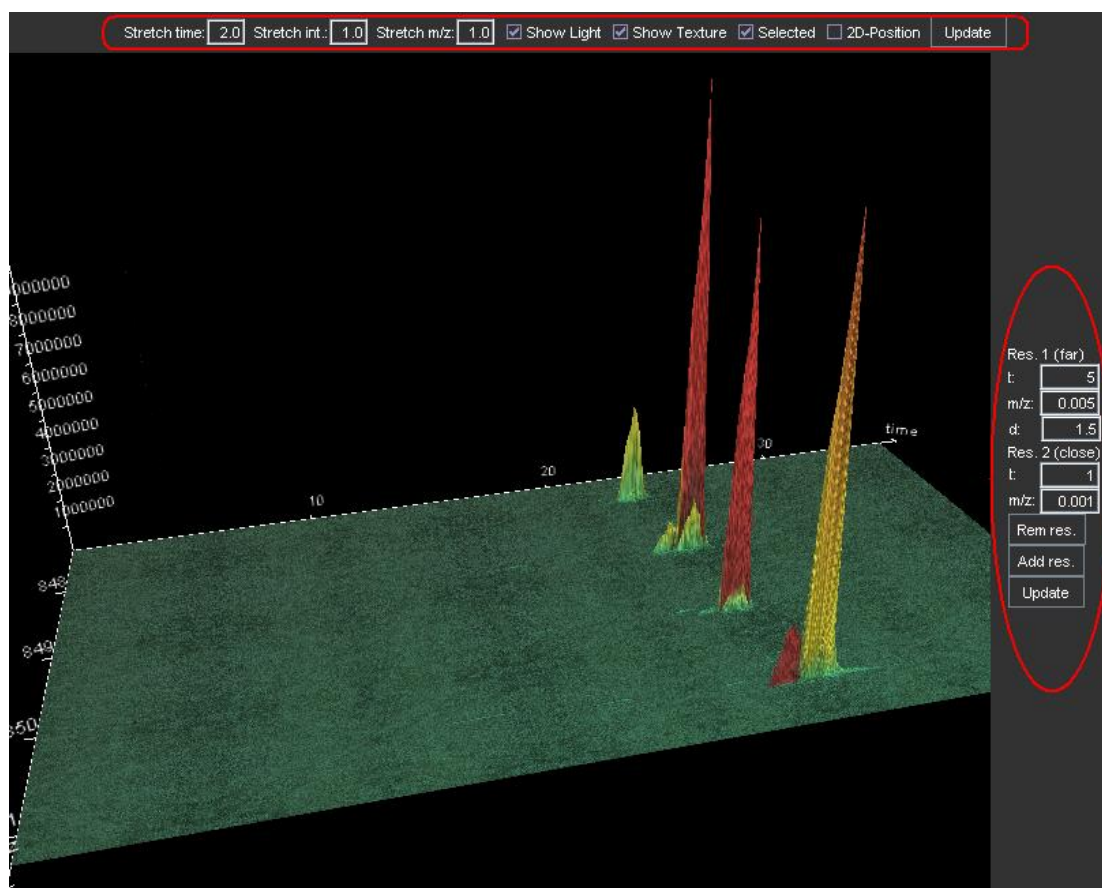 Stretch time: 2.0 Stretch int.: 1.0 Stretch m/z: 1.0 Show Light Show Texture Selected 2D-Position Update
000000
8000000
7000000
6000000
5000000
4000000
3000000
2000000
1000000
time
30
20
10
848
849
850
Res. 1 (far)
t: 5
m/z: 0.005
d: 1.5
Res. 2 (close)
t: 1
m/z: 0.001
Rem res.
Add res.
Update